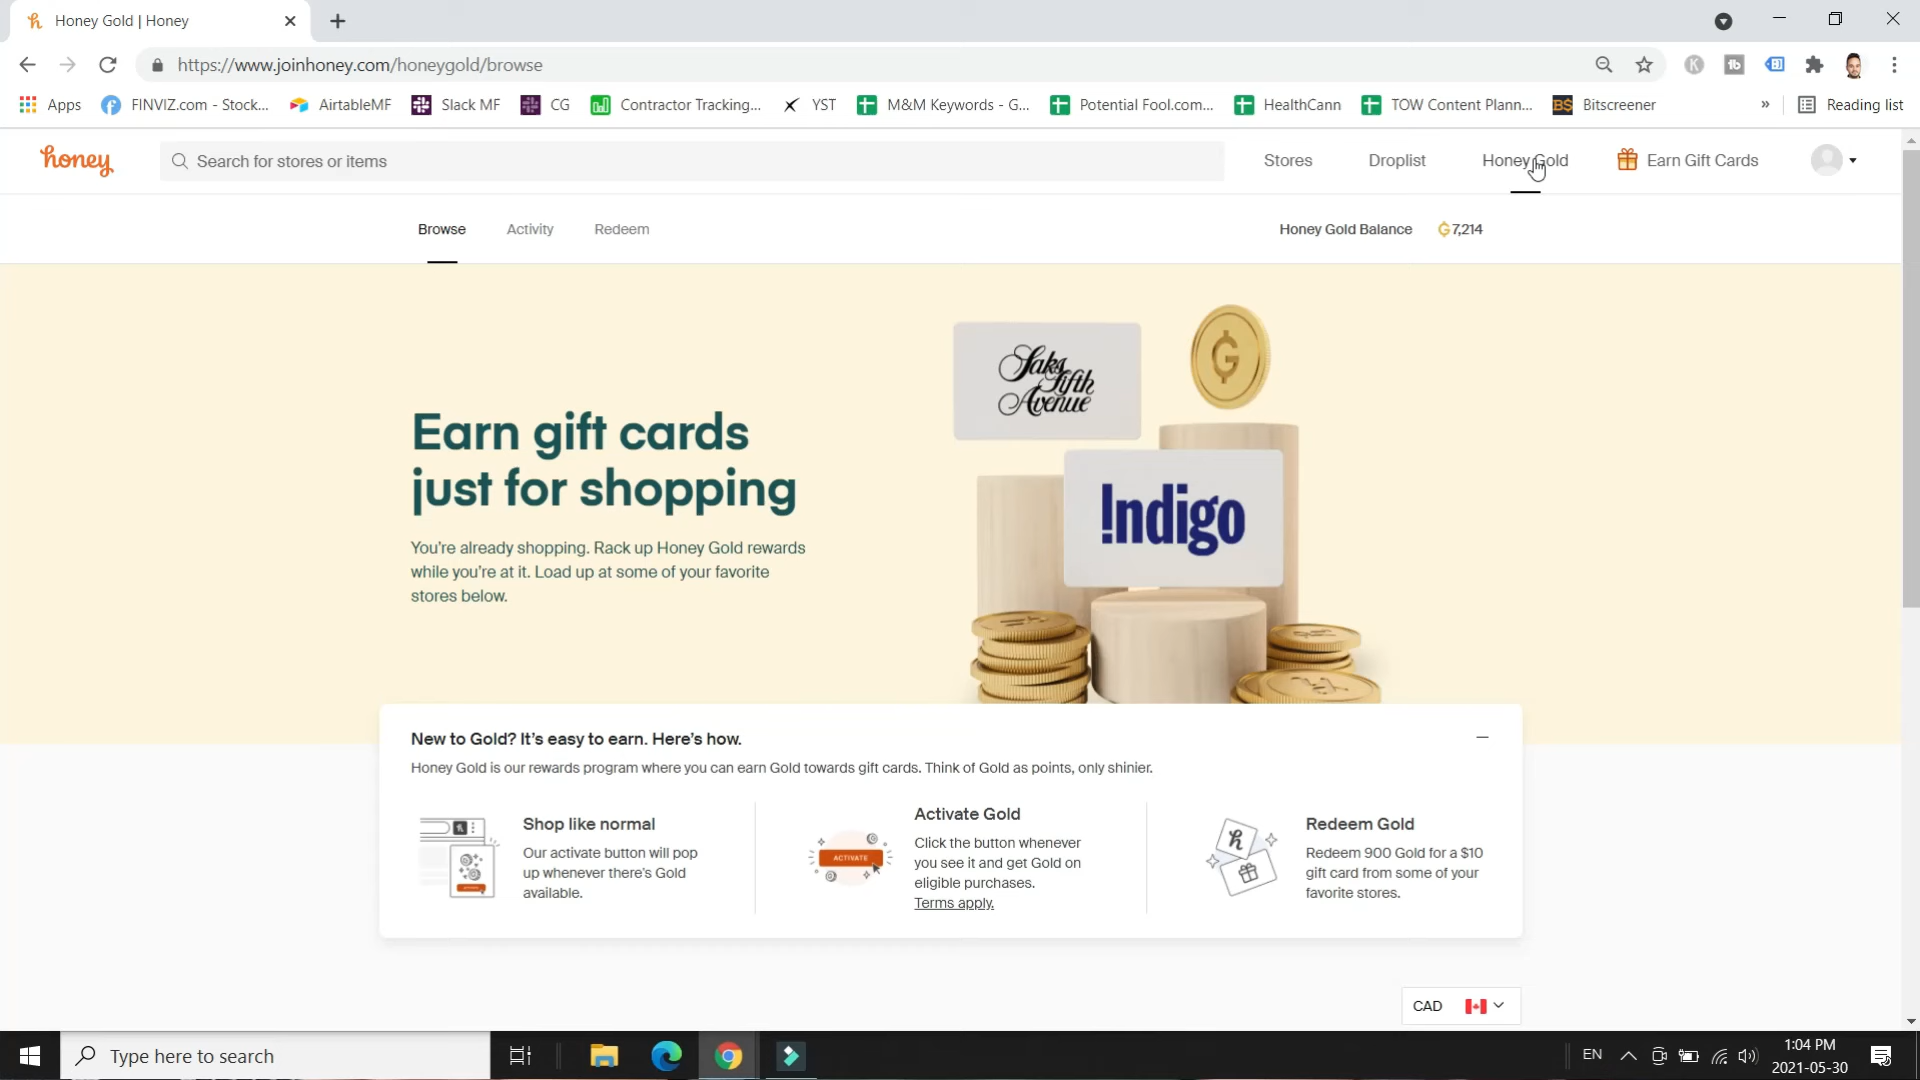 Honey Gold | Honey
https://www.joinhoney.com/honeygold/browse
Apps FINVIZ.com - Stock... AirtableMF Slack MF CG Contractor Tracking... YST M&M Keywords - G... Potential Fool.com... HealthCann TOW Content Plann... BS Bitscreener » Reading list
honey Search for stores or items Stores Droplist Honey Gold Earn Gift Cards
Browse Activity Redeem Honey Gold Balance 7,214
Saks
Fifth
Avenue
G
Indigo
Earn gift cards
just for shopping
You're already shopping. Rack up Honey Gold rewards
while you're at it. Load up at some of your favorite
stores below.
New to Gold? It's easy to earn. Here's how.
Honey Gold is our rewards program where you can earn Gold towards gift cards. Think of Gold as points, only shinier.
Shop like normal
Our activate button will pop
up whenever there's Gold
available.
ACTIVATE
Activate Gold
Click the button whenever
you see it and get Gold on
eligible purchases.
Terms apply.
h
Redeem Gold
Redeem 900 Gold for a $10
gift card from some of your
favorite stores.
CAD
Type here to search
EN
1:04 PM
2021-05-30